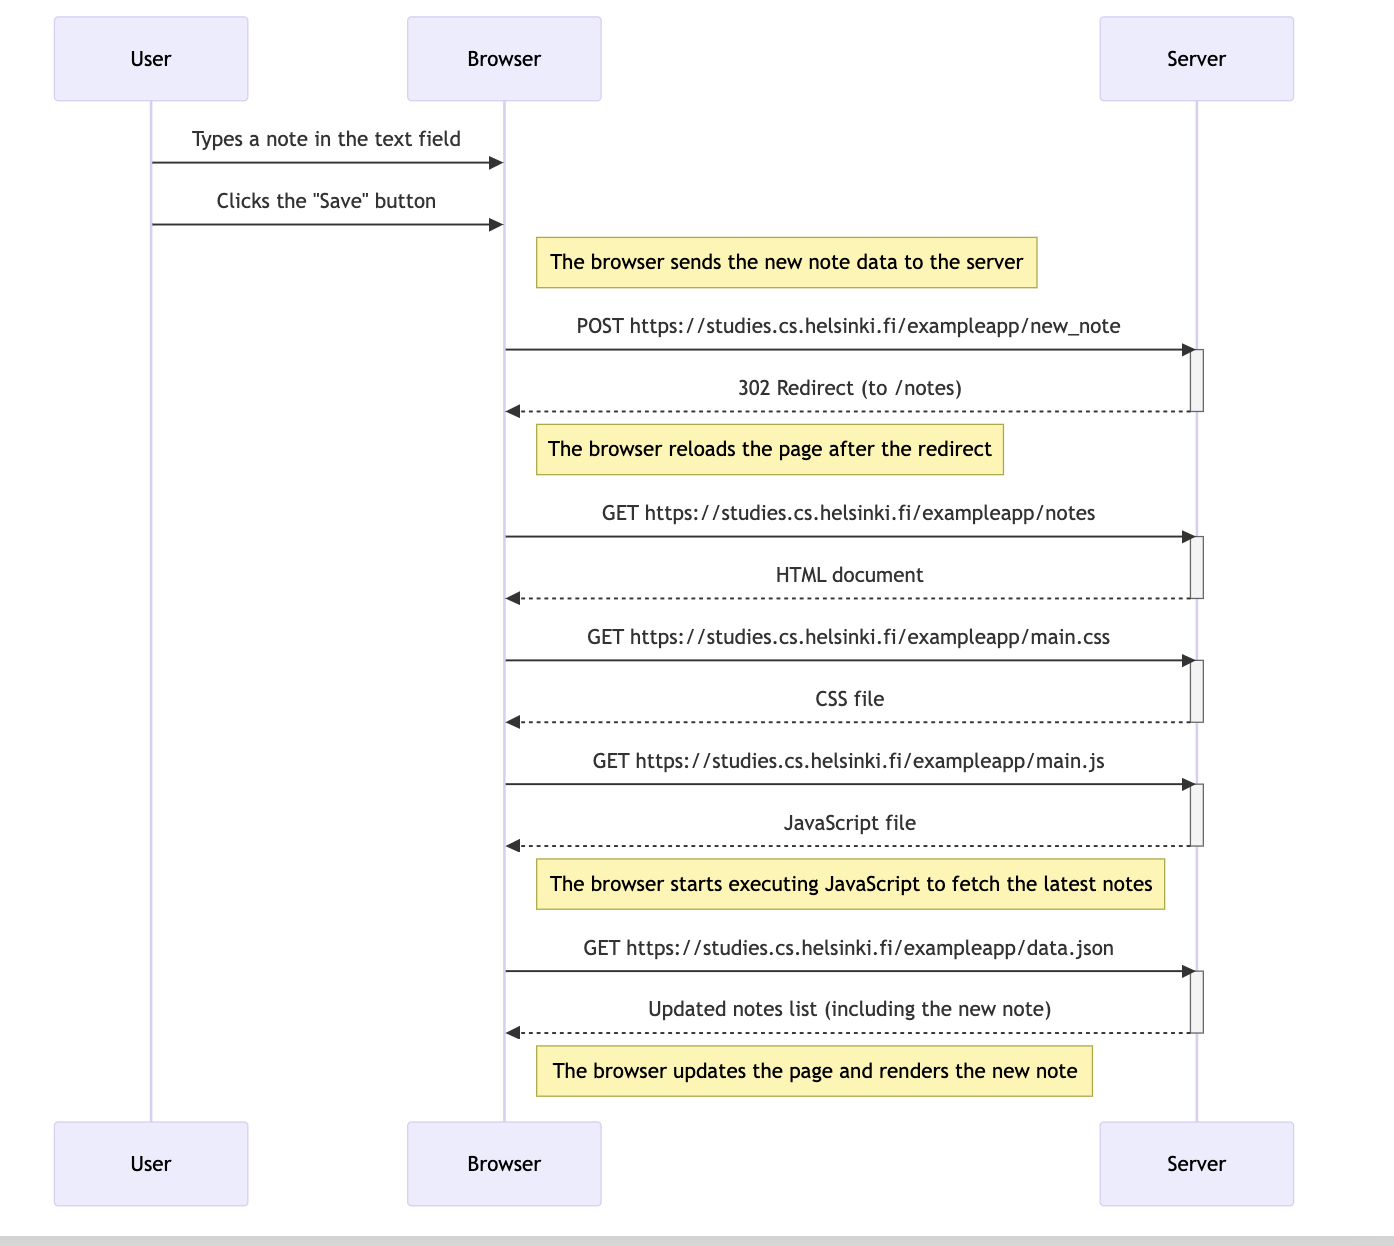 User
Browser
Server
Types a note in the text field
Clicks the "Save" button
The browser sends the new note data to the server
POST https://studies.cs.helsinki.fi/exampleapp/new_note
302 Redirect (to /notes)
The browser reloads the page after the redirect
GET https://studies.cs.helsinki.fi/exampleapp/notes
HTML document
GET https://studies.cs.helsinki.fi/exampleapp/main.css
CSS file
GET https://studies.cs.helsinki.fi/exampleapp/main.js
JavaScript file
The browser starts executing JavaScript to fetch the latest notes
GET https://studies.cs.helsinki.fi/exampleapp/data.json
Updated notes list (including the new note)
The browser updates the page and renders the new note
User
Browser
Server